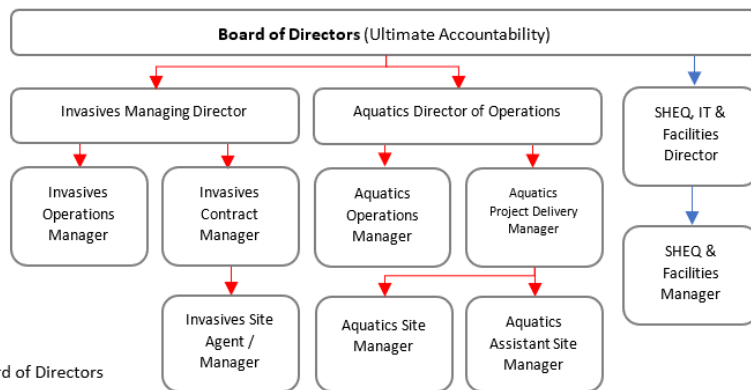 Board of Directors (Ultimate Accountability)
Invasives Managing Director
Aquatics Director of Operations
SHEQ, IT &
Facilities
Director
Invasives
Operations
Manager
Invasives
Contract
Manager
Aquatics
Operations
Manager
Aquatics
Project Delivery
Manager
SHEQ &
Facilities
Manager
Invasives Site
Agent /
Manager
Aquatics Site
Manager
Aquatics
Assistant Site
Manager
rd of Directors